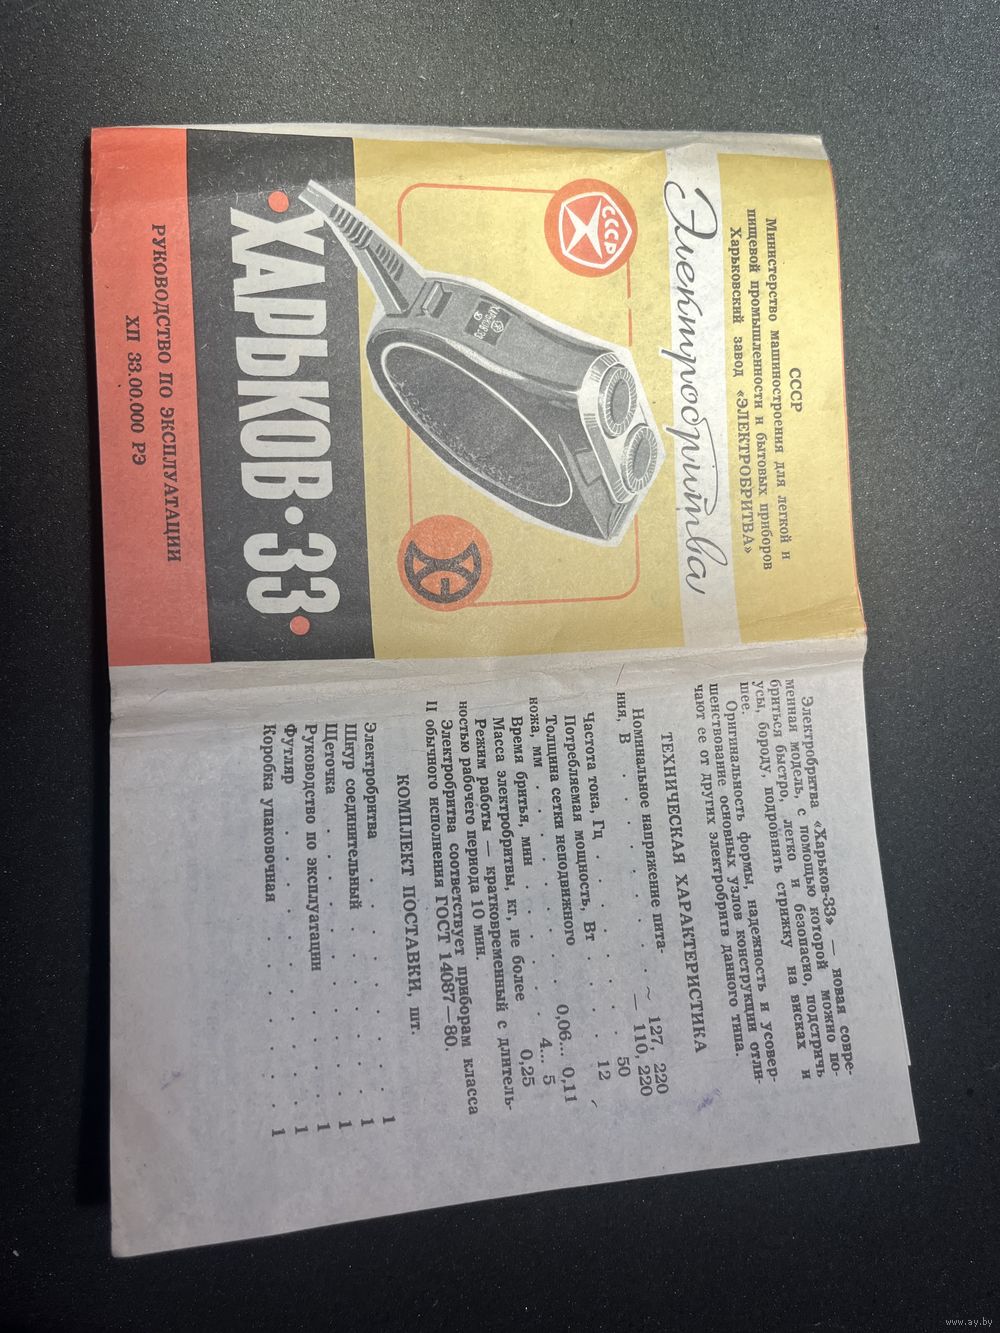 СССР
Министерство машиностроения для легкой и
пищевой промышленности и бытовых приборов
Харьковский завод «ЭЛЕКТРОБРИТВА»
Электробритва
СССР
ХАРЬКОВ·33·
РУКОВОДСТВО ПО ЭКСПЛУАТАЦИИ
ХП 33.00.000 РЭ
Электробритва «Харьков-33» — новая совре-
менная модель, с помощью которой можно по-
бриться быстро, легко и безопасно, подстричь
усы, бороду, подровнять стрижку на висках и
шее.
Оригинальность формы, надежность и усовер-
шенствование основных узлов конструкции отли-
чают ее от других электробритв данного типа.
ТЕХНИЧЕСКАЯ ХАРАКТЕРИСТИКА
Номинальное напряжение пита- ~ 127, 220
ния, В . . . . . . — 110, 220
Частота тока, Гц . . . . . . 50
Потребляемая мощность, Вт . . . 12
Толщина сетки неподвижного
ножа, мм . . . . . . 0,06... 0,11
Время бритья, мин . . . . . 4... 5
Масса электробритвы, кг, не более 0,25
Режим работы — кратковременный с длитель-
ностью рабочего периода 10 мин.
Электробритва соответствует приборам класса
II обычного исполнения ГОСТ 14087—80.
КОМПЛЕКТ ПОСТАВКИ, шт.
Электробритва . . . . . . 1
Шнур соединительный . . . . . 1
Щеточка . . . . . . . 1
Руководство по эксплуатации . . . 1
Футляр . . . . . . . 1
Коробка упаковочная . . . . . 1
www.ay.by